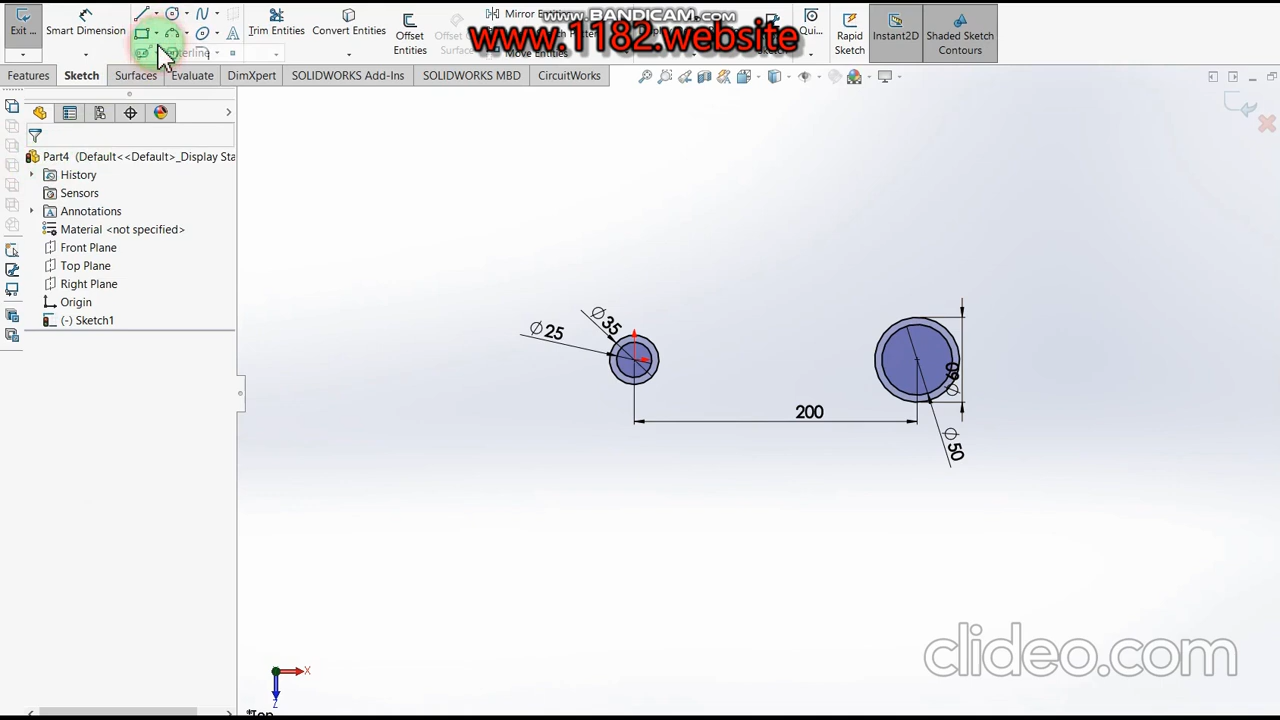 www.BANDICAM.com
www.1182.website
Exit ...
Smart Dimension
Trim Entities
Convert Entities
Offset Entities
Mirror Entities
Move Entities
Qui...
Rapid Sketch
Instant2D
Shaded Sketch Contours
Features
Sketch
Surfaces
Evaluate
DimXpert
SOLIDWORKS Add-Ins
SOLIDWORKS MBD
CircuitWorks
Part4 (Default<<Default>_Display Sta
History
Sensors
Annotations
Material <not specified>
Front Plane
Top Plane
Right Plane
Origin
(-) Sketch1
Ø25
Ø35
200
Ø60
Ø50
X
Z
*Top
clideo.com